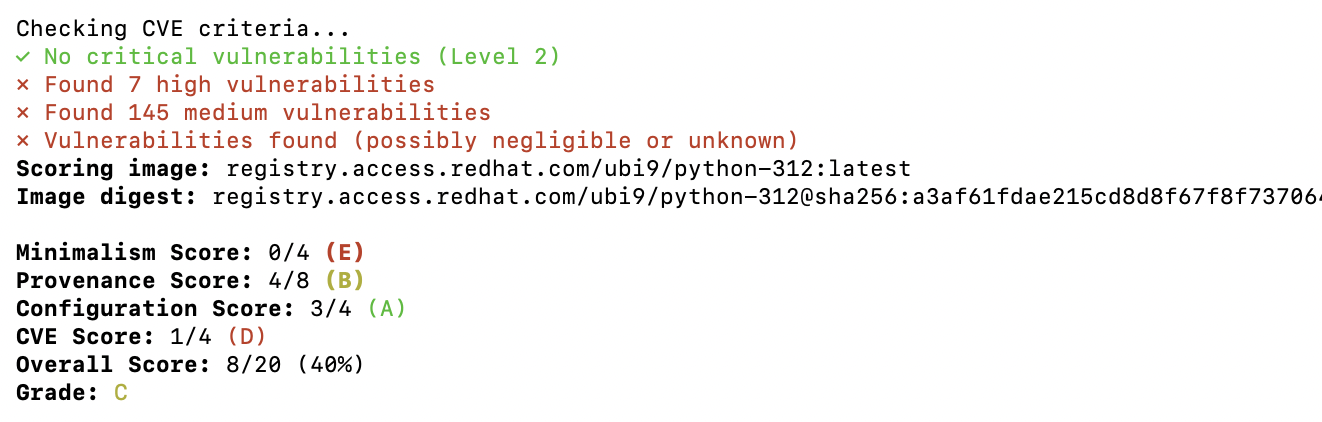 Checking CVE criteria...
✓ No critical vulnerabilities (Level 2)
× Found 7 high vulnerabilities
× Found 145 medium vulnerabilities
× Vulnerabilities found (possibly negligible or unknown)
Scoring image: registry.access.redhat.com/ubi9/python-312:latest
Image digest: registry.access.redhat.com/ubi9/python-312@sha256:a3af61fdae215cd8d8f67f8f737064
Minimalism Score: 0/4 (E)
Provenance Score: 4/8 (B)
Configuration Score: 3/4 (A)
CVE Score: 1/4 (D)
Overall Score: 8/20 (40%)
Grade: C